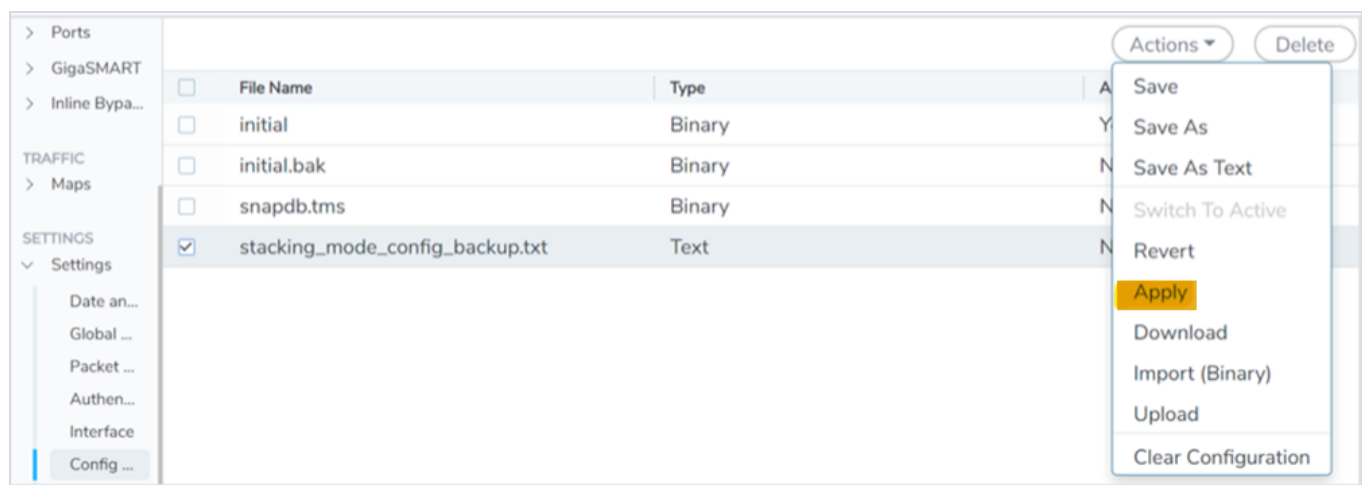 Ports
GigaSMART
Inline Bypa...
TRAFFIC
Maps
SETTINGS
Settings
Date an...
Global ...
Packet ...
Authen...
Interface
Config ...
Actions
Delete
File Name Type A
initial Binary Y
initial.bak Binary N
snapdb.tms Binary N
stacking_mode_config_backup.txt Text N
Save
Save As
Save As Text
Switch To Active
Revert
Apply
Download
Import (Binary)
Upload
Clear Configuration